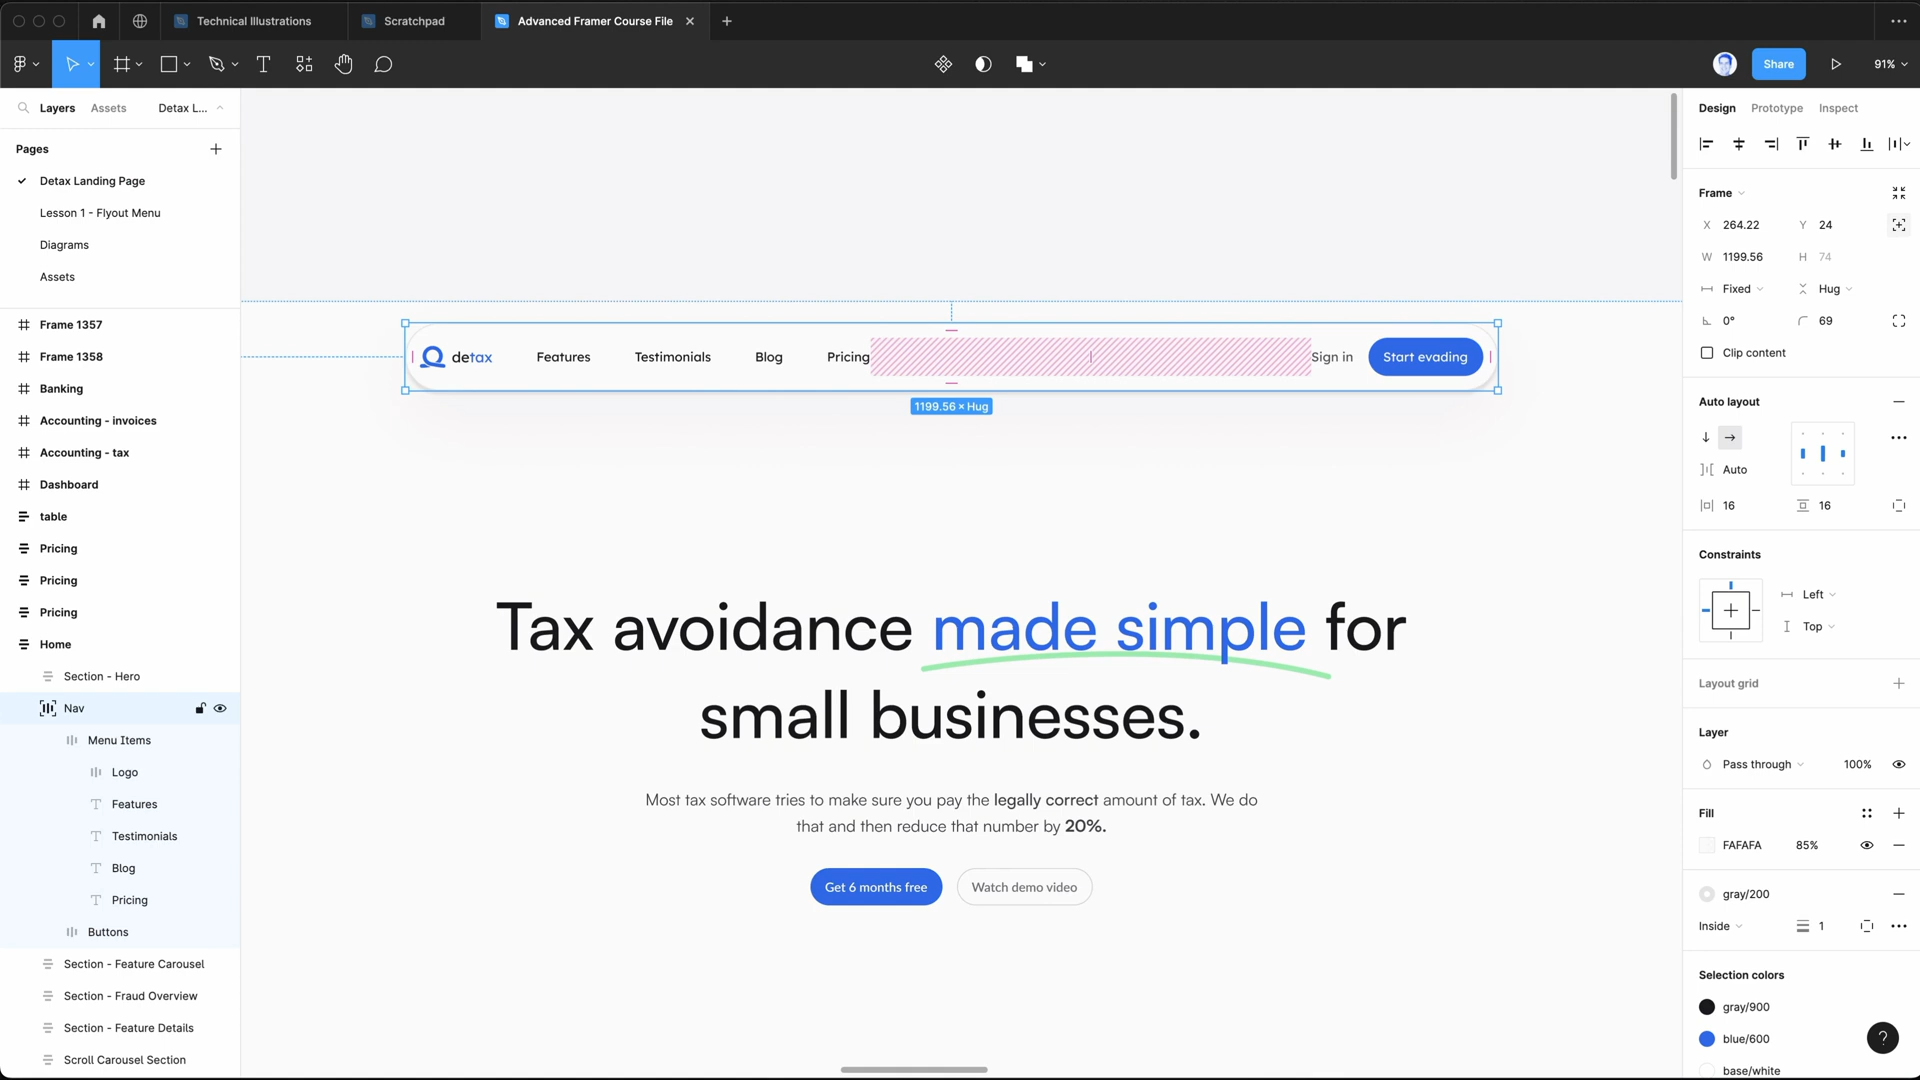 Technical Illustrations
Scratchpad
Advanced Framer Course File
Share
91%
Layers
Assets
Detax L...
Design
Prototype
Inspect
Pages
Detax Landing Page
Lesson 1 - Flyout Menu
Diagrams
Assets
Frame 1357
Frame 1358
Banking
Accounting - invoices
Accounting - tax
Dashboard
table
Pricing
Pricing
Pricing
Home
Section - Hero
Nav
Menu Items
Logo
Features
Testimonials
Blog
Pricing
Buttons
Section - Feature Carousel
Section - Fraud Overview
Section - Feature Details
Scroll Carousel Section
detax
Features
Testimonials
Blog
Pricing
Sign in
Start evading
1199.56 × Hug
Tax avoidance made simple for
small businesses.
Most tax software tries to make sure you pay the legally correct amount of tax. We do
that and then reduce that number by 20%.
Get 6 months free
Watch demo video
Frame
X 264.22 Y 24
W 1199.56 H 74
Fixed Hug
0° 69
Clip content
Auto layout
Auto
16 16
Constraints
Left
Top
Layout grid
Layer
Pass through 100%
Fill
FAFAFA 85%
gray/200
Inside 1
Selection colors
gray/900
blue/600
base/white
?